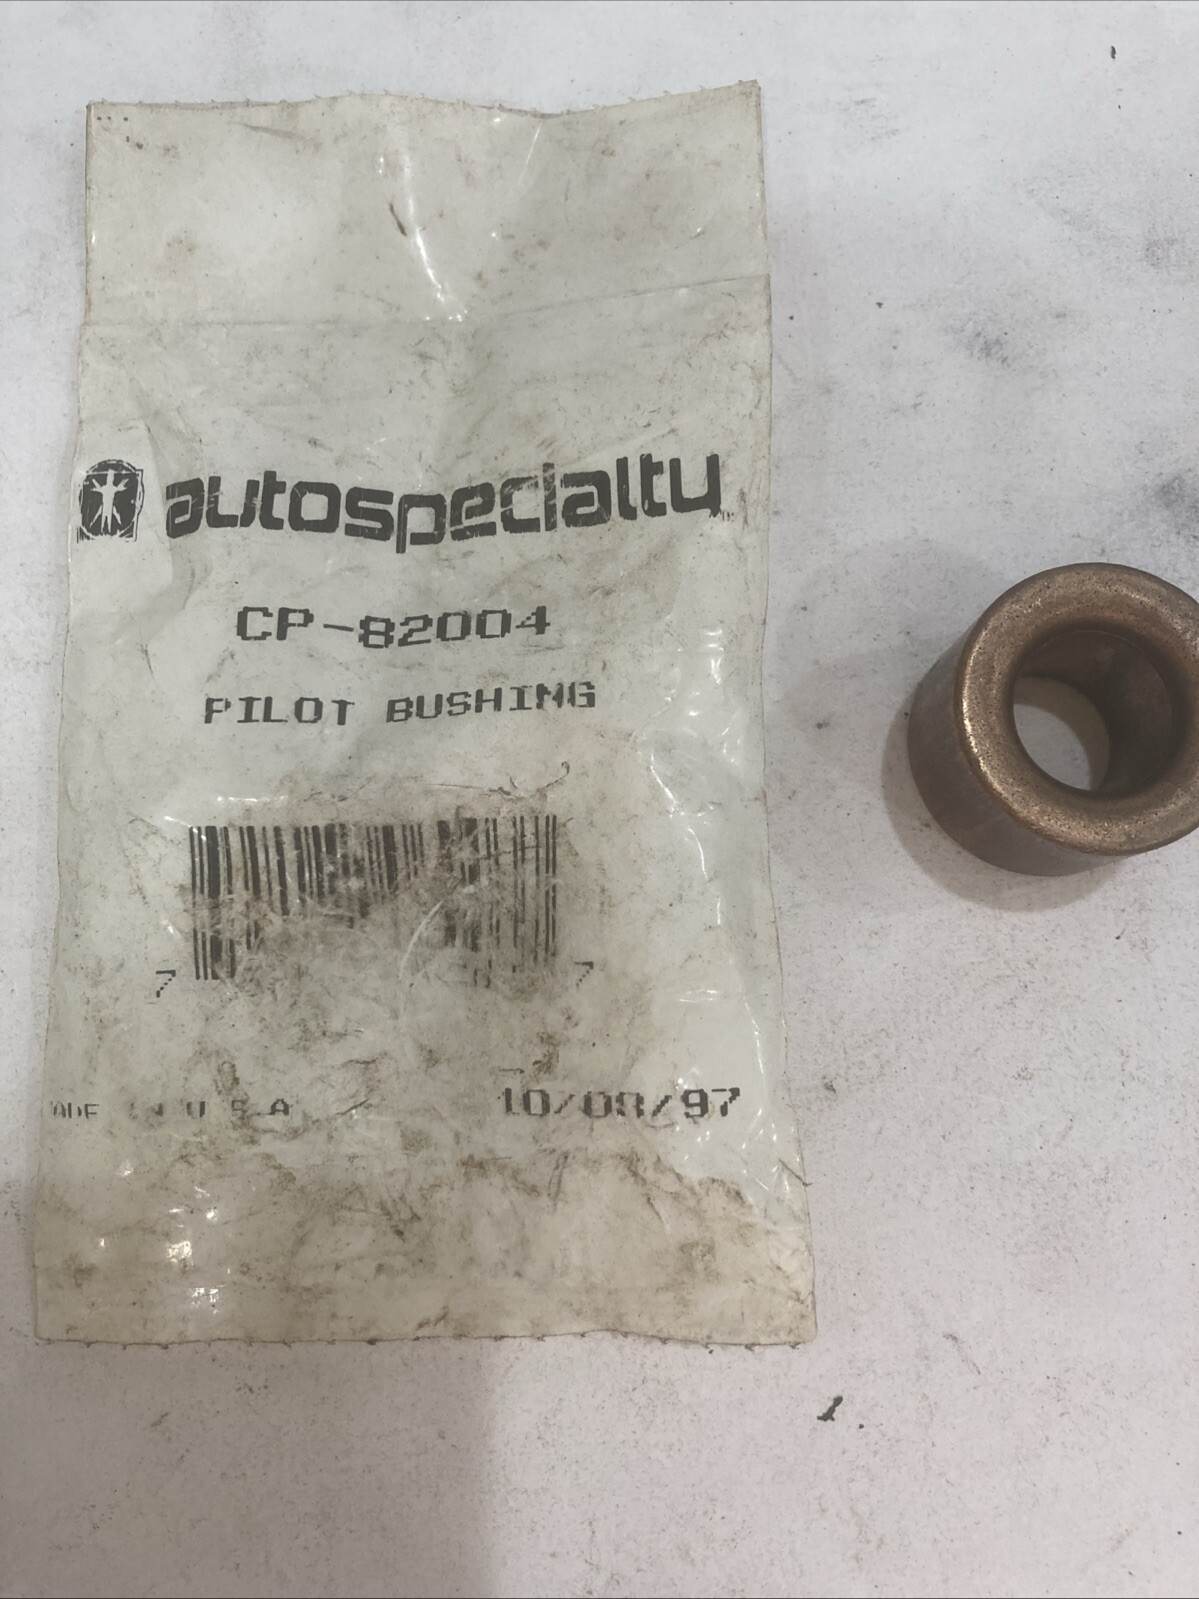 autospecialty
CP-82004
PILOT BUSHING
7 7
U.S.A
10/08/97